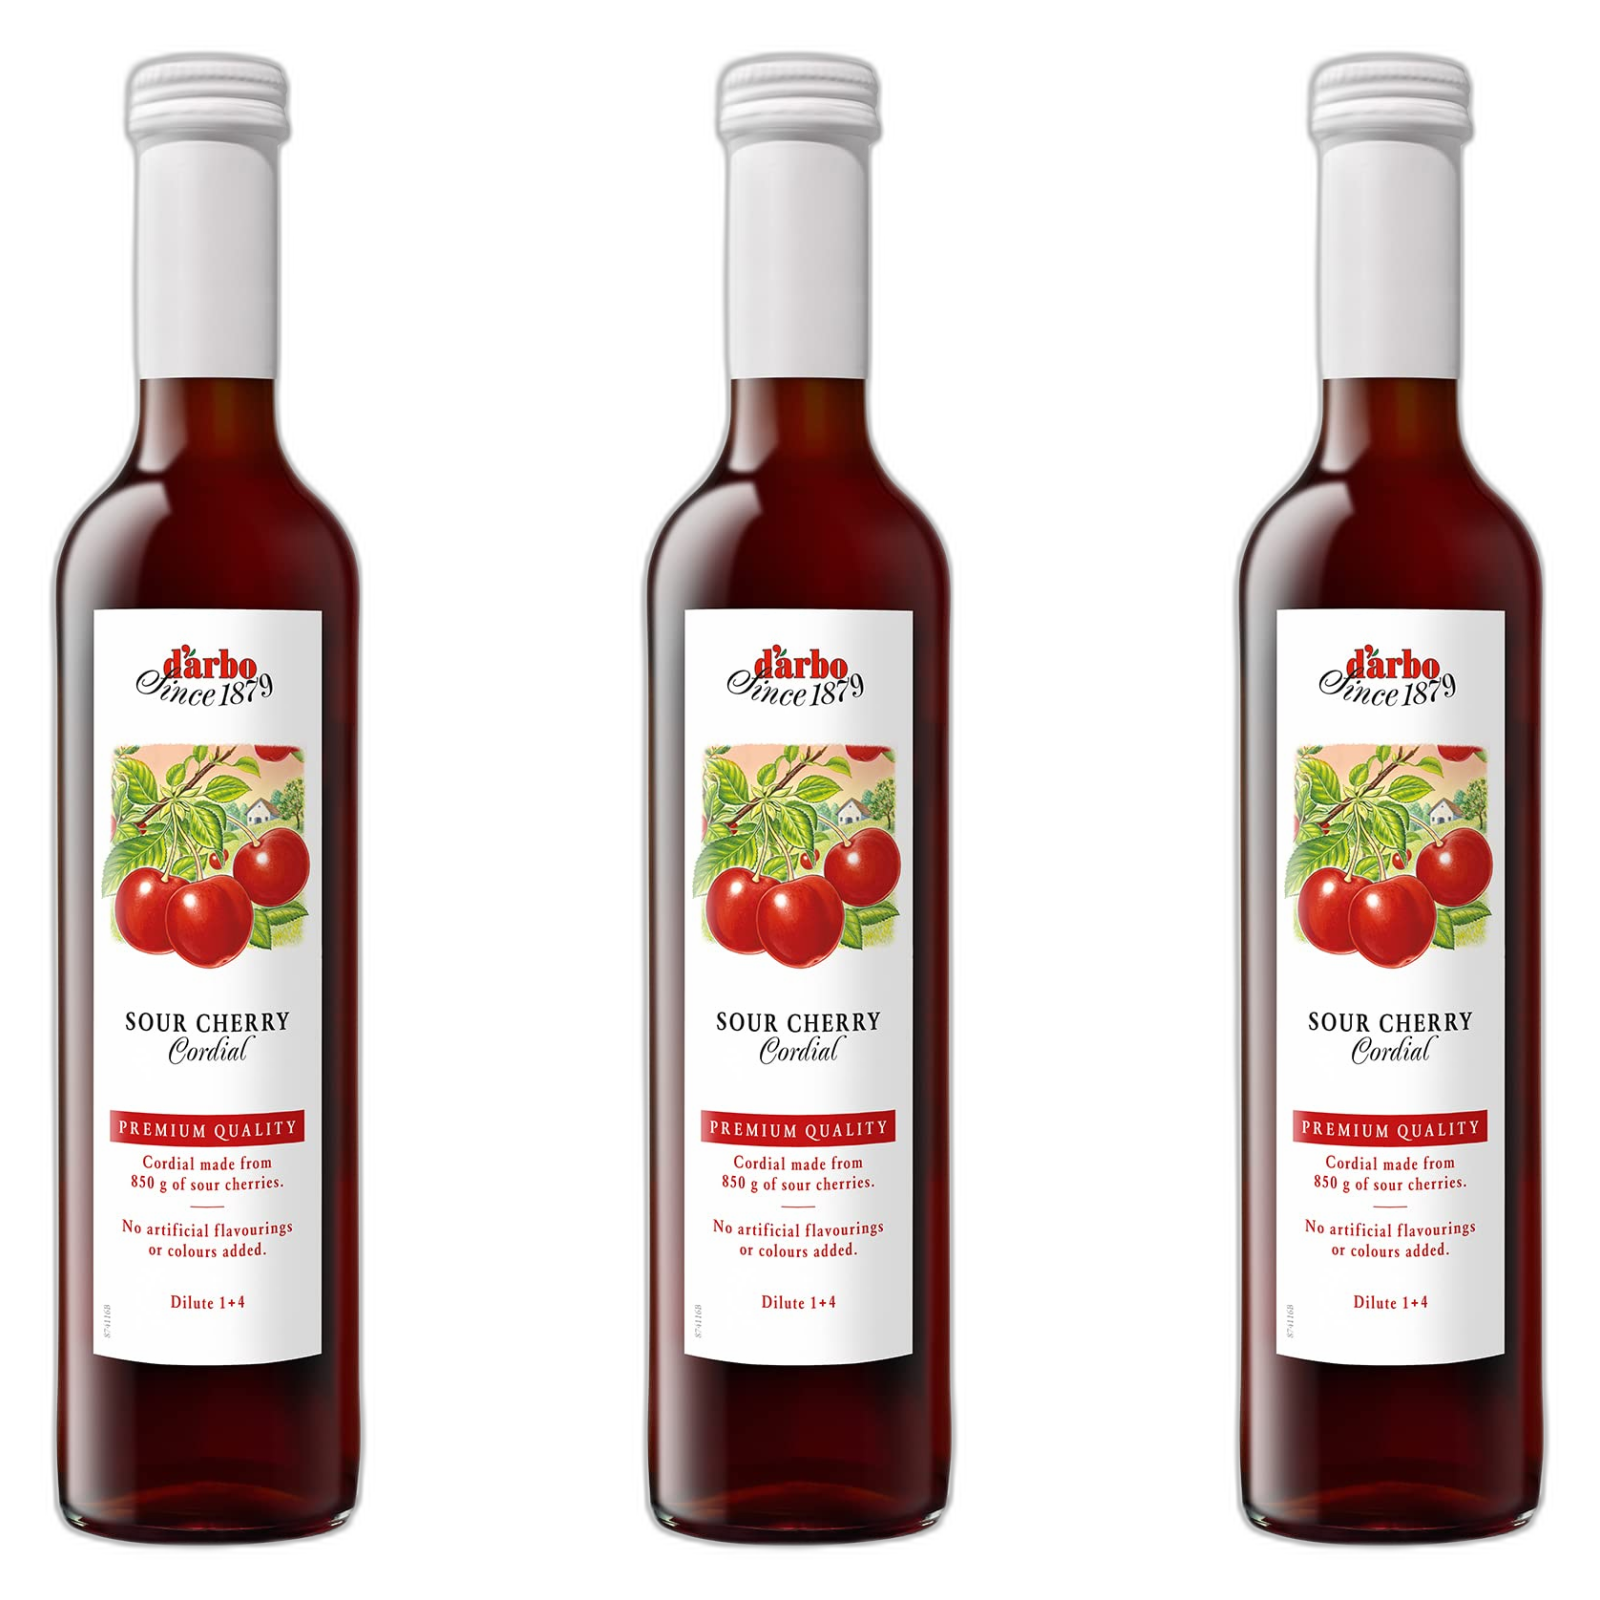 d'arbo
Since 1879
SOUR CHERRY
Cordial
PREMIUM QUALITY
Cordial made from
850 g of sour cherries.
No artificial flavourings
or colours added.
Dilute 1+4
874116B
d'arbo
Since 1879
SOUR CHERRY
Cordial
PREMIUM QUALITY
Cordial made from
850 g of sour cherries.
No artificial flavourings
or colours added.
Dilute 1+4
874116B
d'arbo
Since 1879
SOUR CHERRY
Cordial
PREMIUM QUALITY
Cordial made from
850 g of sour cherries.
No artificial flavourings
or colours added.
Dilute 1+4
874116B